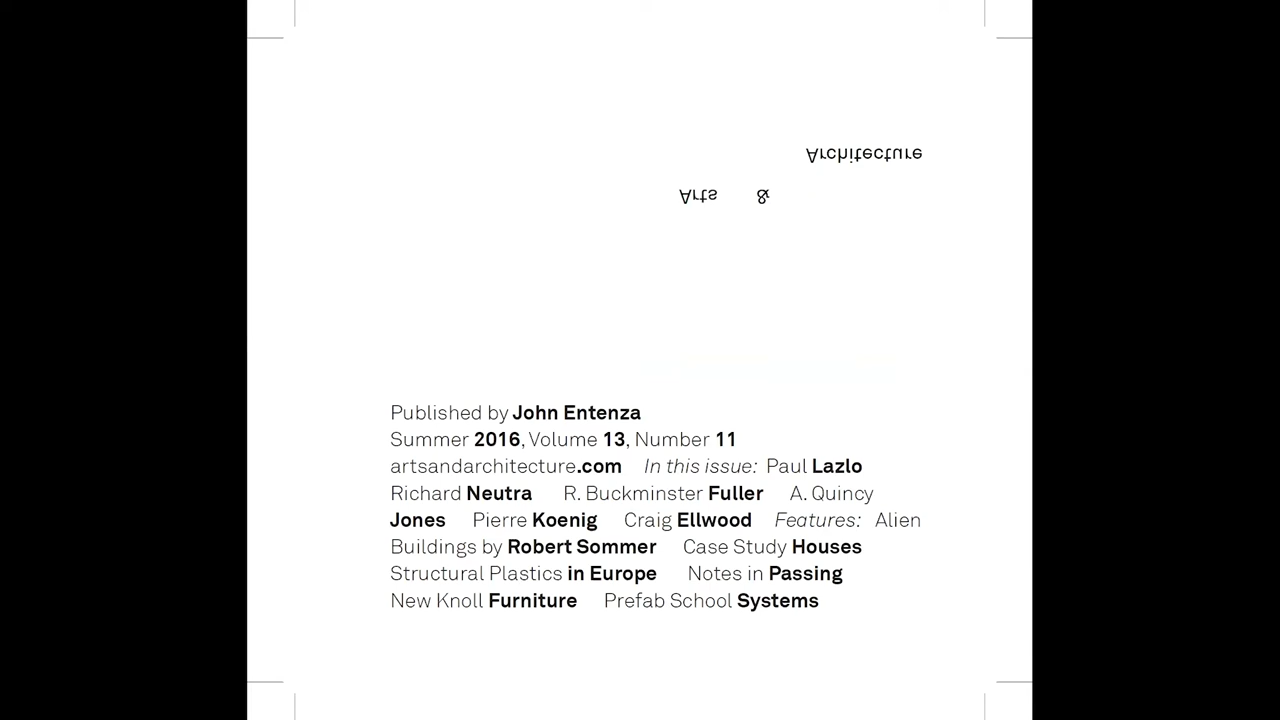 Architecture
Arts &
Published by John Entenza
Summer 2016, Volume 13, Number 11
artsandarchitecture.com In this issue: Paul Lazlo
Richard Neutra R. Buckminster Fuller A. Quincy
Jones Pierre Koenig Craig Ellwood Features: Alien
Buildings by Robert Sommer Case Study Houses
Structural Plastics in Europe Notes in Passing
New Knoll Furniture Prefab School Systems